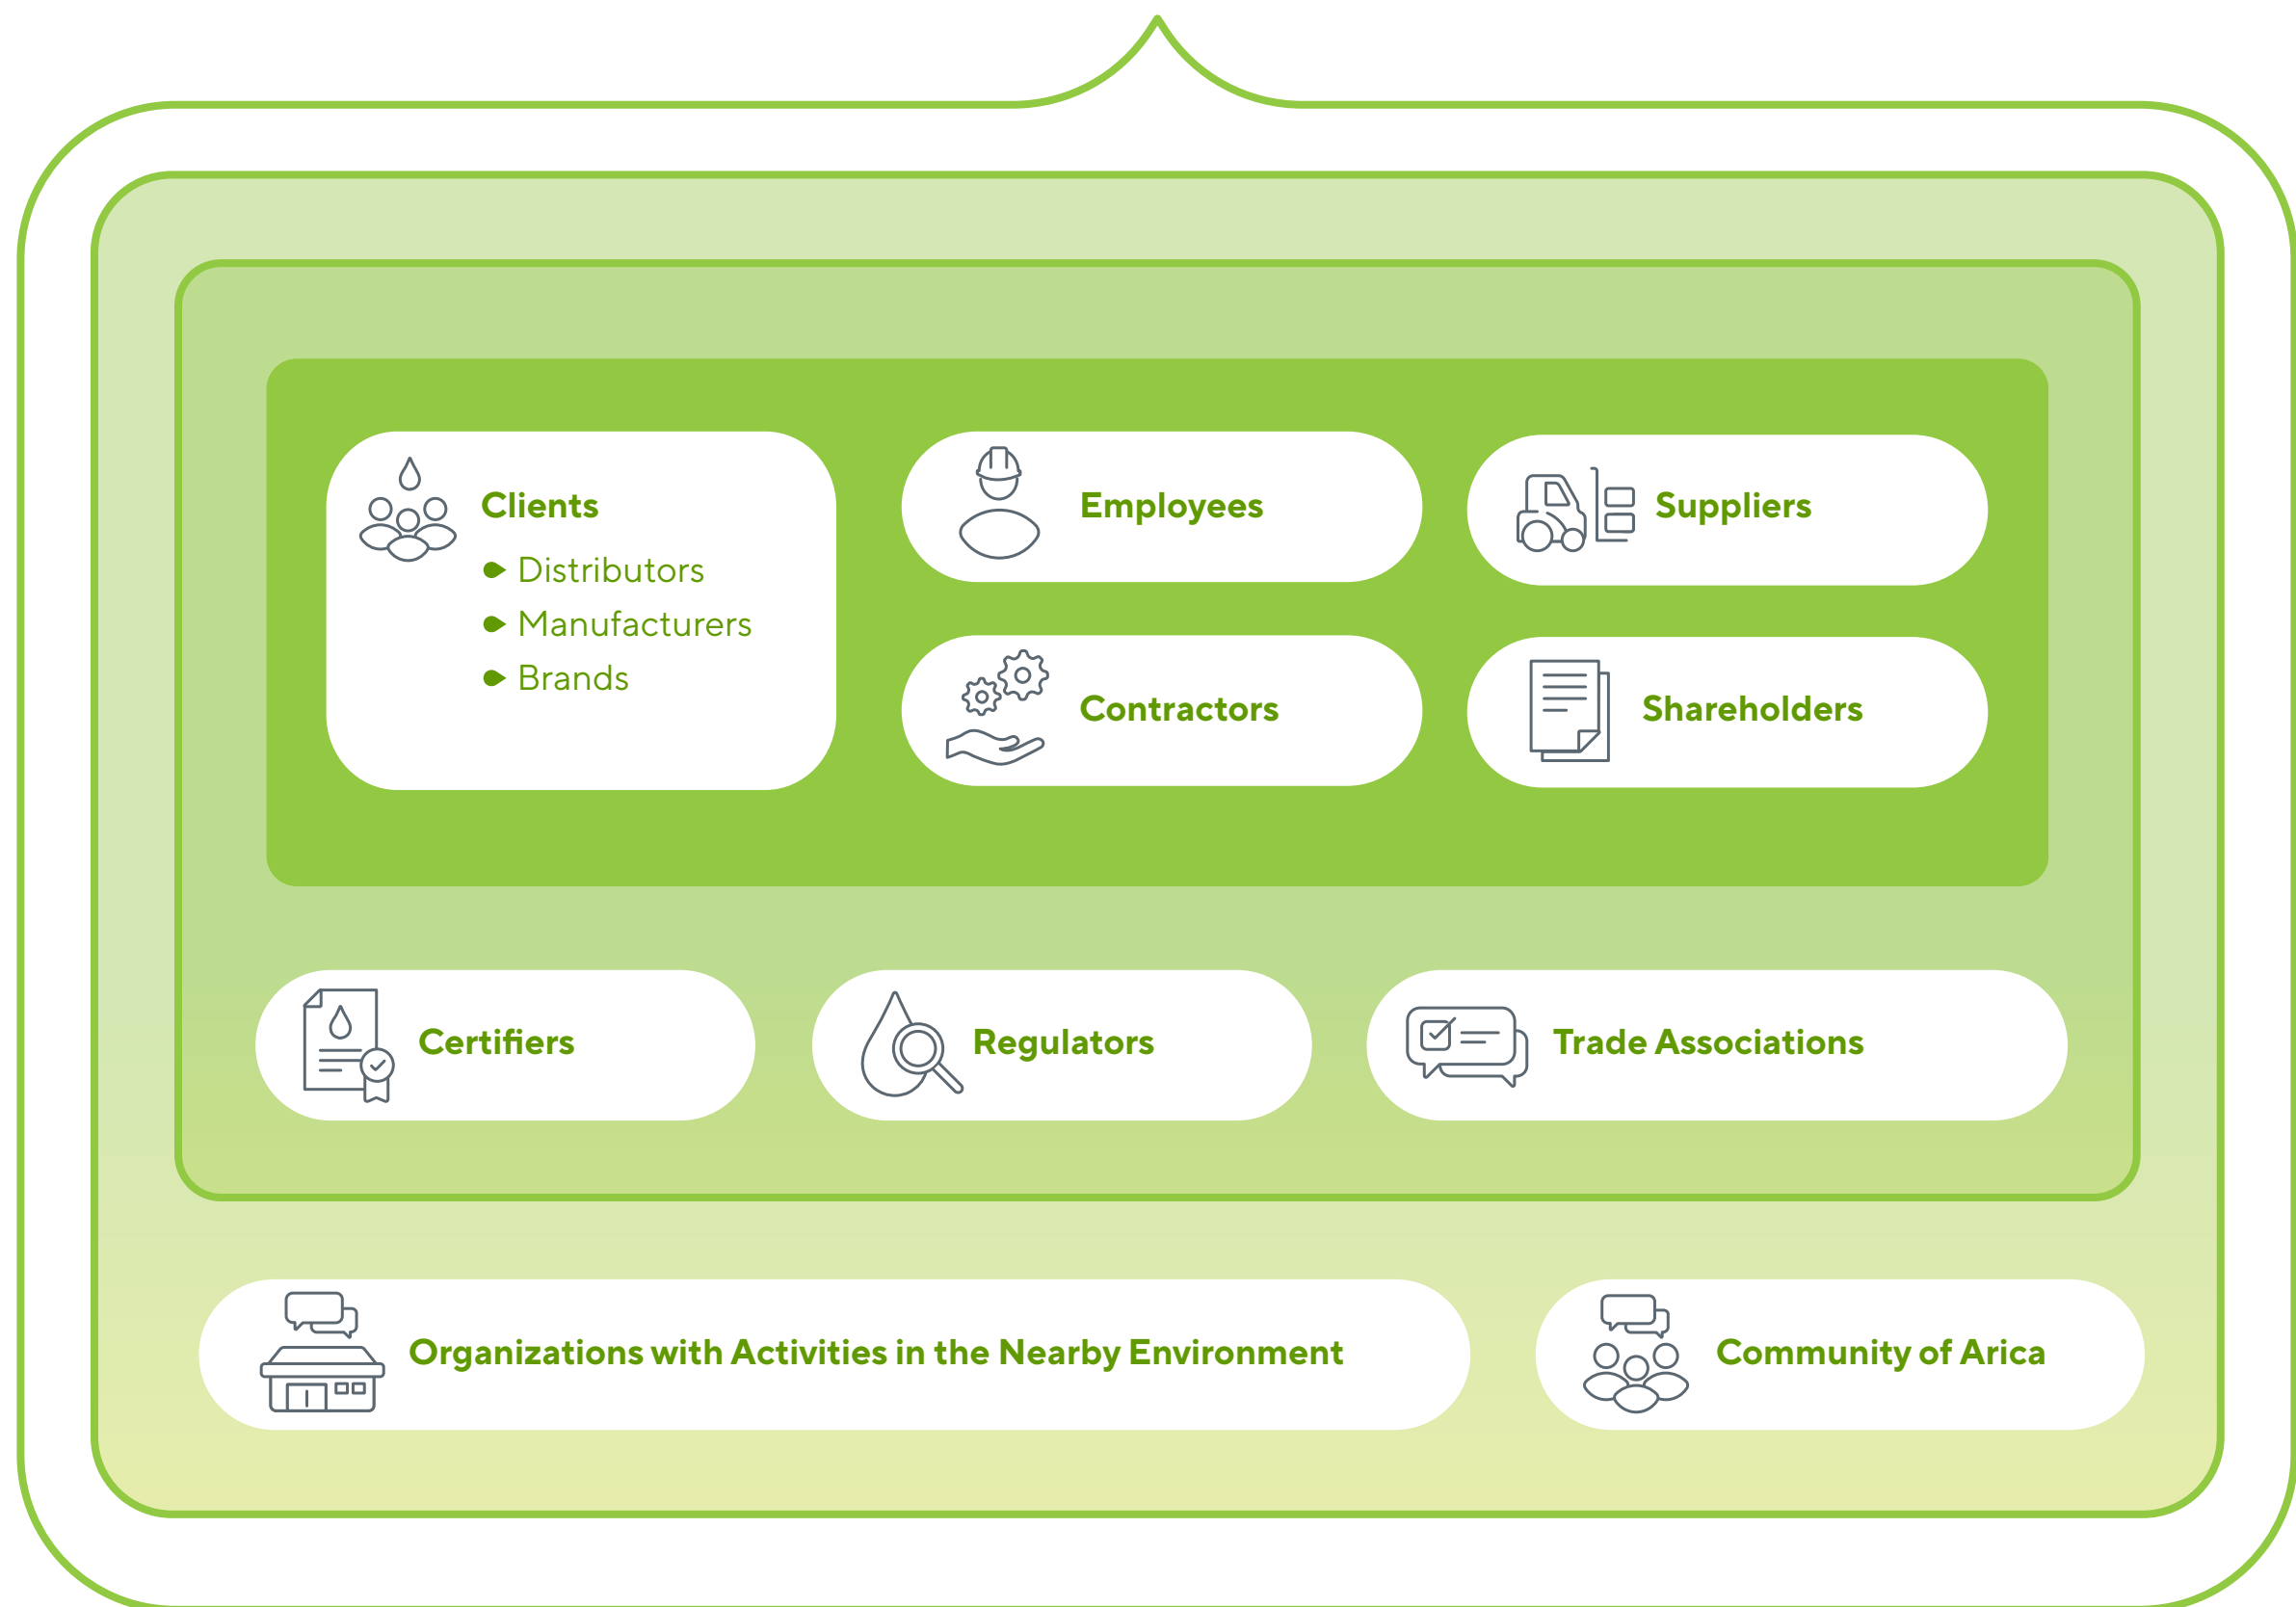 Clients
Distributors
Manufacturers
Brands
Employees
Suppliers
Contractors
Shareholders
Certifiers
Regulators
Trade Associations
Organizations with Activities in the Nearby Environment
Community of Arica